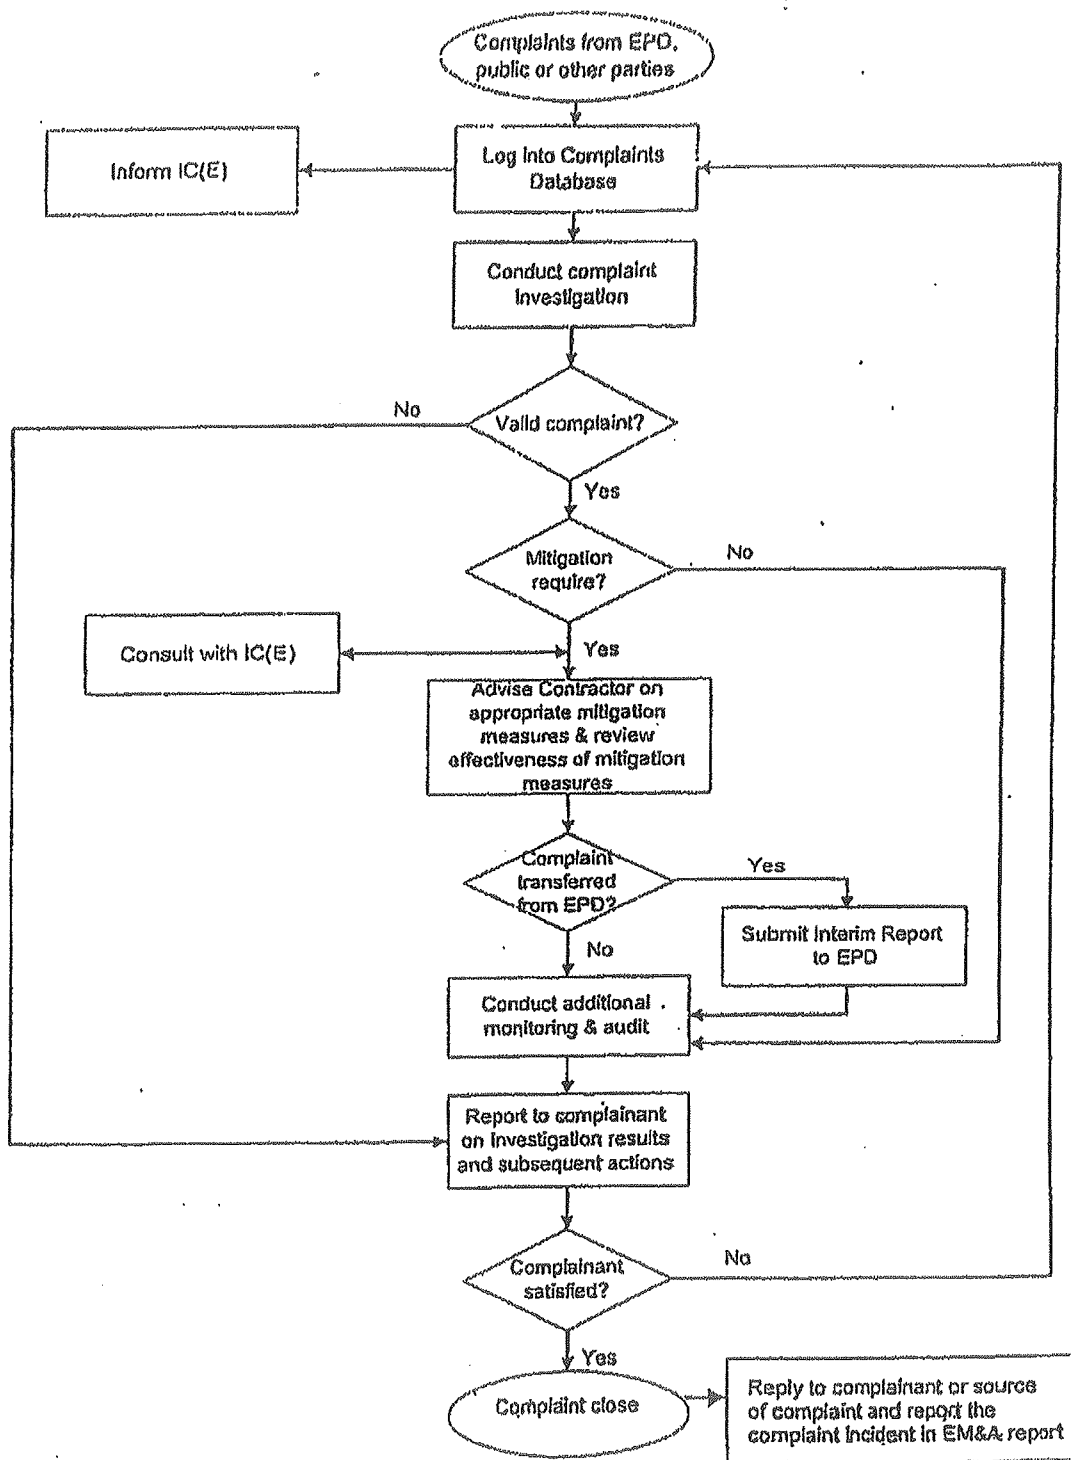 Complaints from EPD,
public or other parties
Inform IC(E)
Log into Complaints
Database
Conduct complaint
Investigation
No
Valid complaint?
Yes
Mitigation
require?
No
Yes
Consult with IC(E)
Advise Contractor on
appropriate mitigation
measures & review
effectiveness of mitigation
measures
Complaint
transferred
from EPD?
Yes
Submit Interim Report
to EPD
No
Conduct additional
monitoring & audit
Report to complainant
on investigation results
and subsequent actions
Complainant
satisfied?
No
Yes
Complaint close
Reply to complainant or source
of complaint and report the
complaint incident in EM&A report